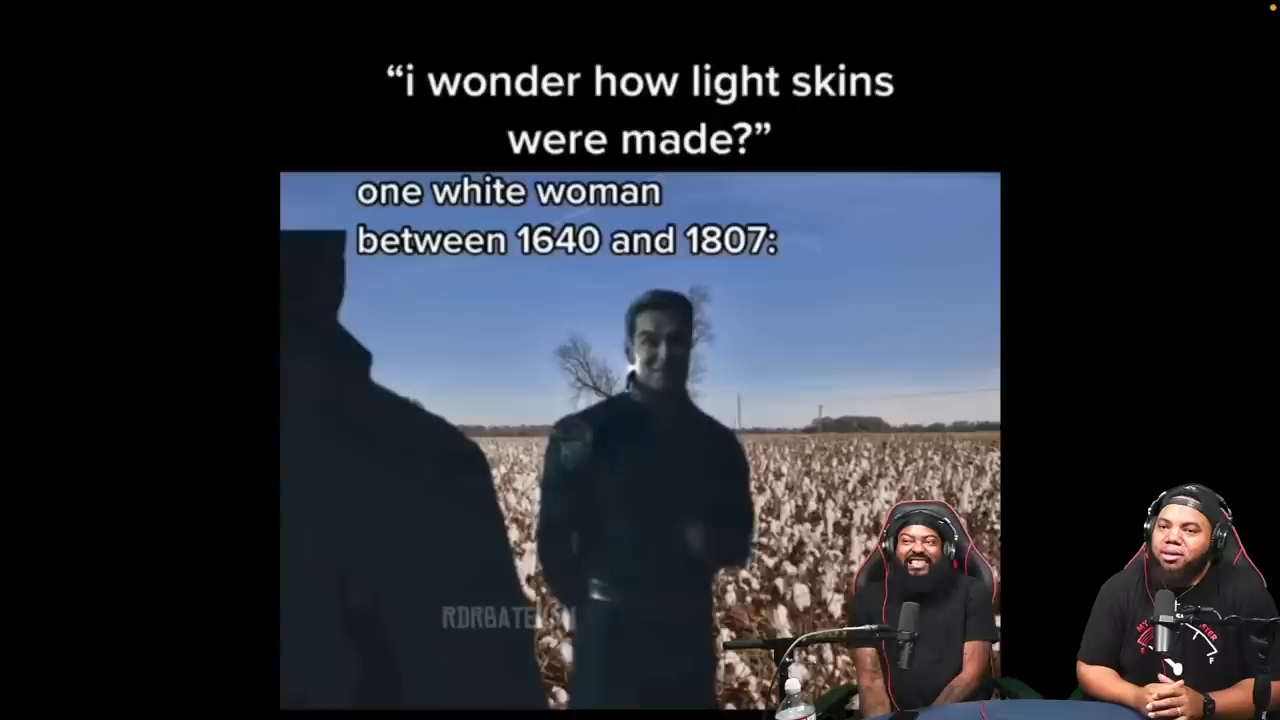 “i wonder how light skins
were made?”
one white woman
between 1640 and 1807: